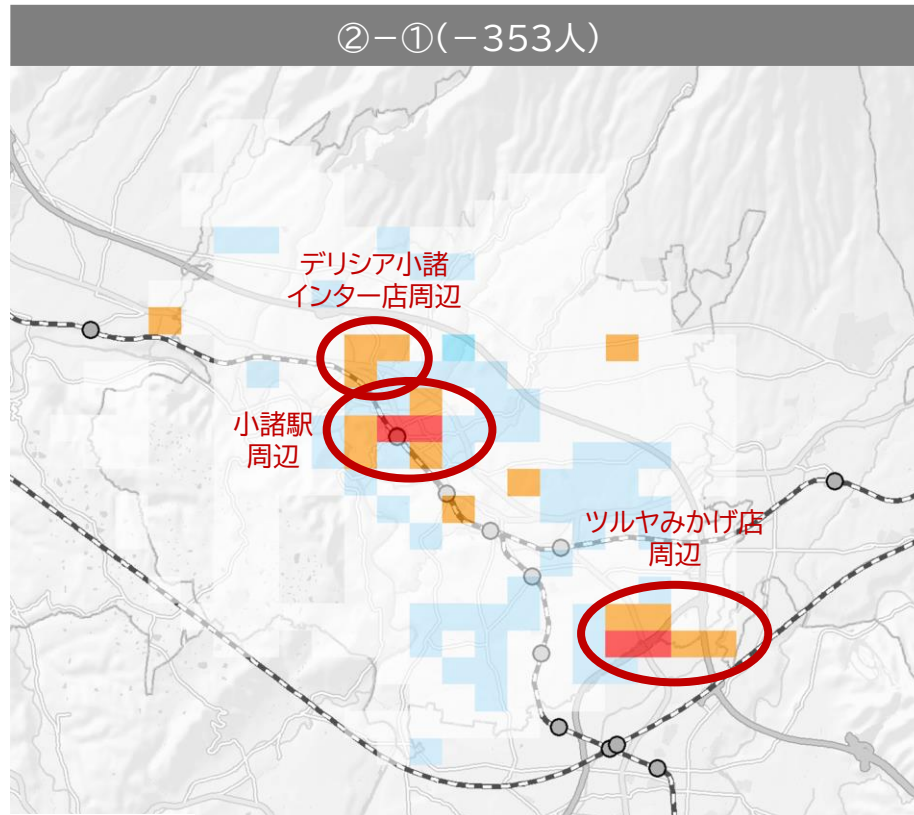 ②－①(－353人)
デリシア小諸
インター店周辺
小諸駅
周辺
ツルヤみかげ店
周辺